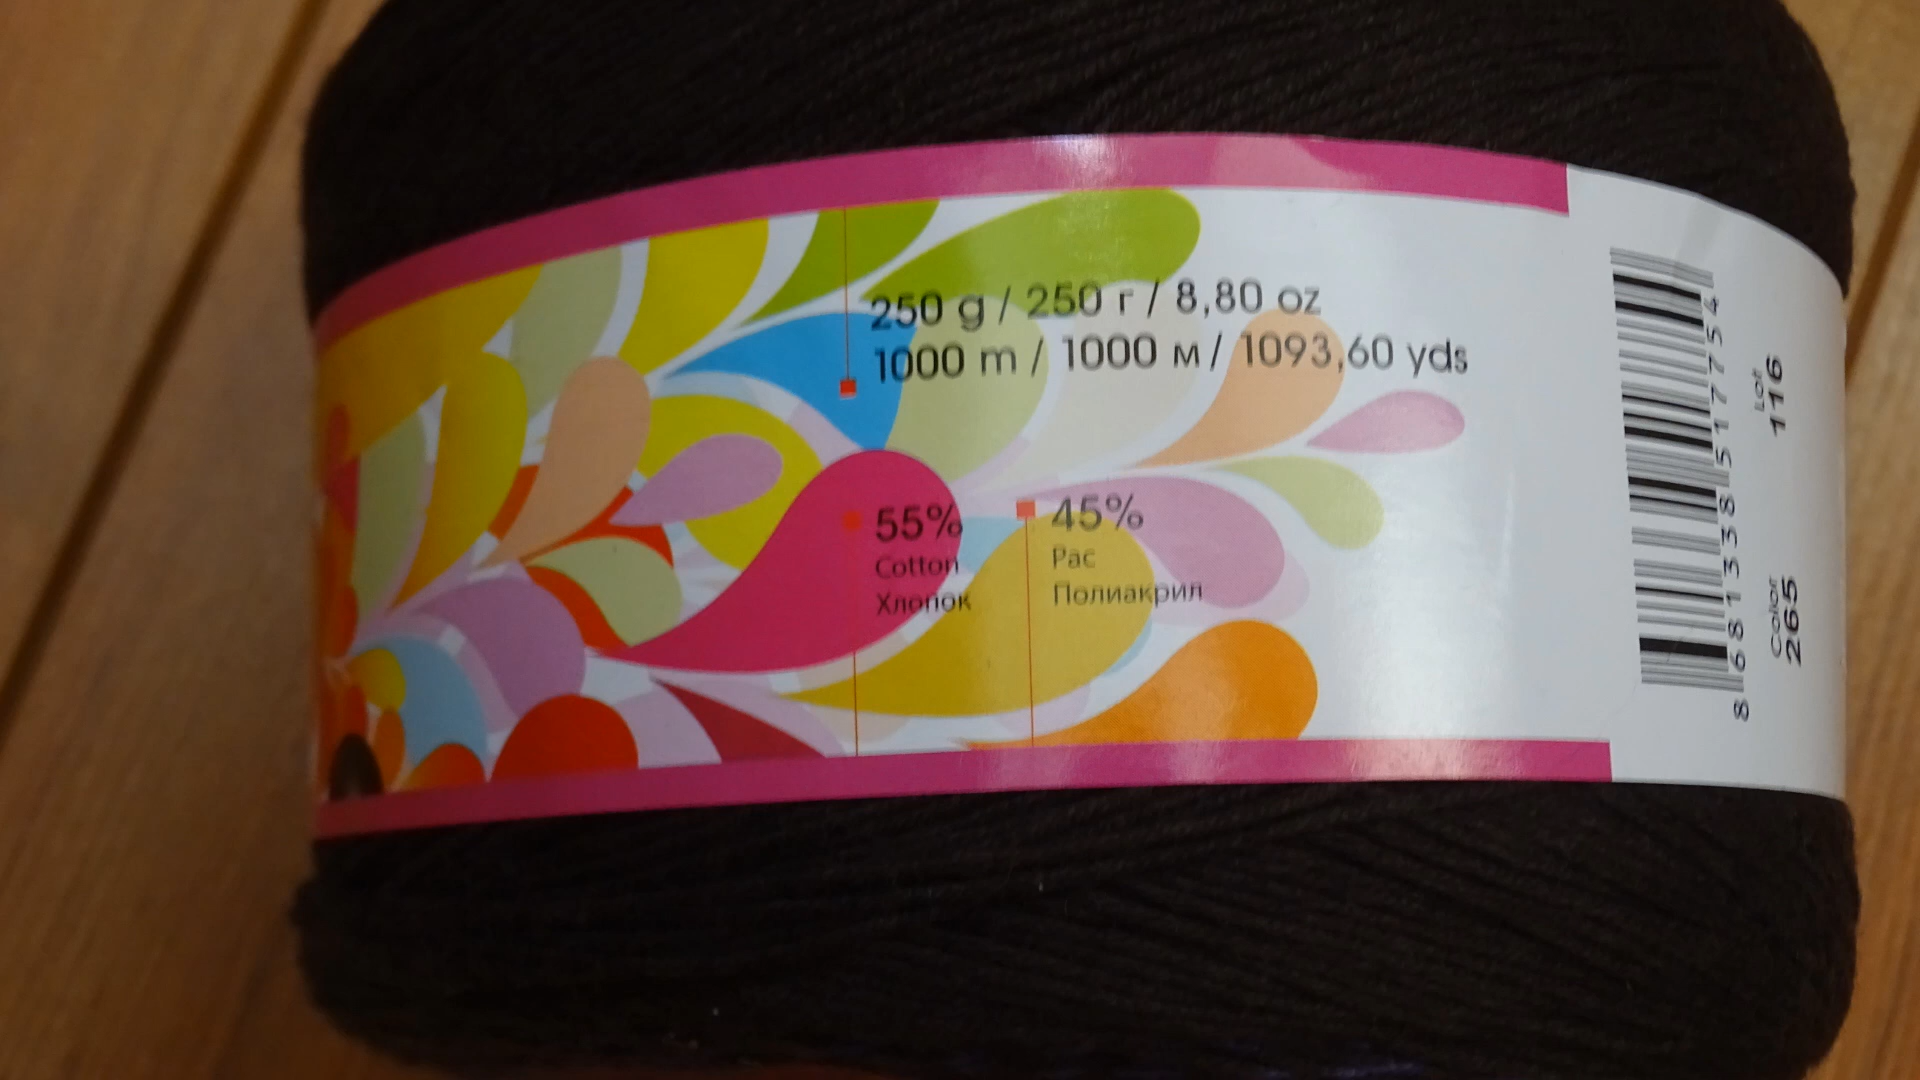 250 g / 250 г / 8,80 oz
1000 m / 1000 м / 1093,60 yds
55%
Cotton
Хлопок
45%
Pac
Полиакрил
8 681338 517754
Lot
116
Color
265